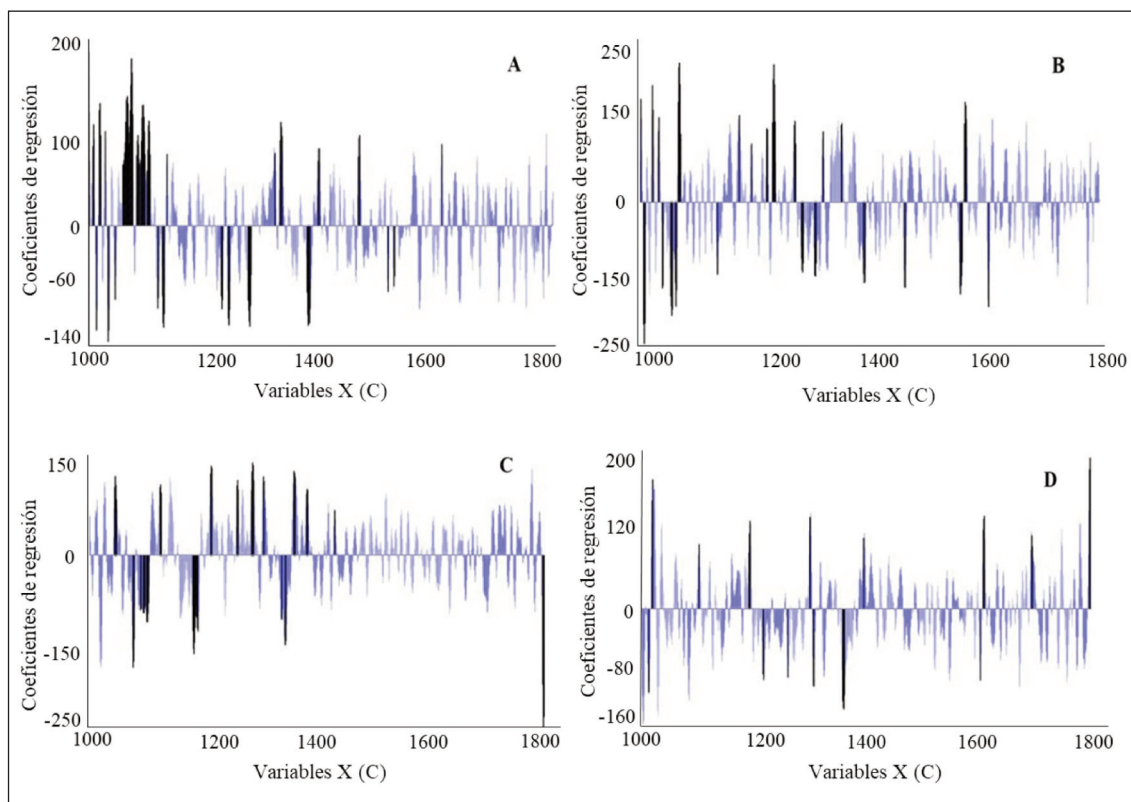 A
Coeficientes de regresión
200
100
0
-60
-140
1000 1200 1400 1600 1800
Variables X (C)
B
Coeficientes de regresión
250
150
0
-150
-250
1000 1200 1400 1600 1800
Variables X (C)
C
Coeficientes de regresión
150
0
-150
-250
1000 1200 1400 1600 1800
Variables X (C)
D
Coeficientes de regresión
200
120
0
-80
-160
1000 1200 1400 1600 1800
Variables X (C)